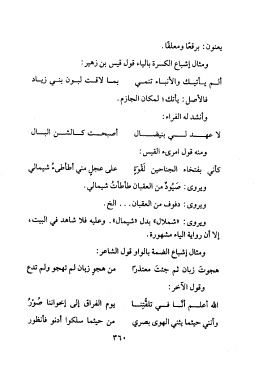 يعنون: برقعًا ومعلقًا.
ومثال إشباع الكسرة بالياء قول قيس بن زهير:
ألم يأتيك والأنباء تنمي بما لاقت لبون بني زياد
فالأصل: يأتك؛ لمكان الجازم.
وأنشد له الفراء:
لا عهد لي بنيضال أصبحت كالشن البال
ومنه قول امرىء القيس:
كأني بفتخاء الجناحين لَقْوةٍ على عجلٍ مني أطأطىءُ شيمالي
ويروى: صَيُودٌ من العقبان طأطأتُ شيمالي.
ويروى: دفوف من العقبان... الخ.
ويروى: «شملال» بدل «شيمال». وعليه فلا شاهد في البيت،
إلا أن رواية الياء مشهورة.
ومثال إشباع الضمة بالواو قول الشاعر:
هجوتَ زبان ثم جئتَ معتذرًا من هجوِ زبان لم تهجو ولم تدع
وقول الآخر:
الله أعلم أنَّا في تلفُّتِنا يوم الفراق إلى إخواننا صُوْرُ
وأنني حيثما يثني الهوى بصري من حيثما سلكوا أدنو فأنظور
٣٦٠